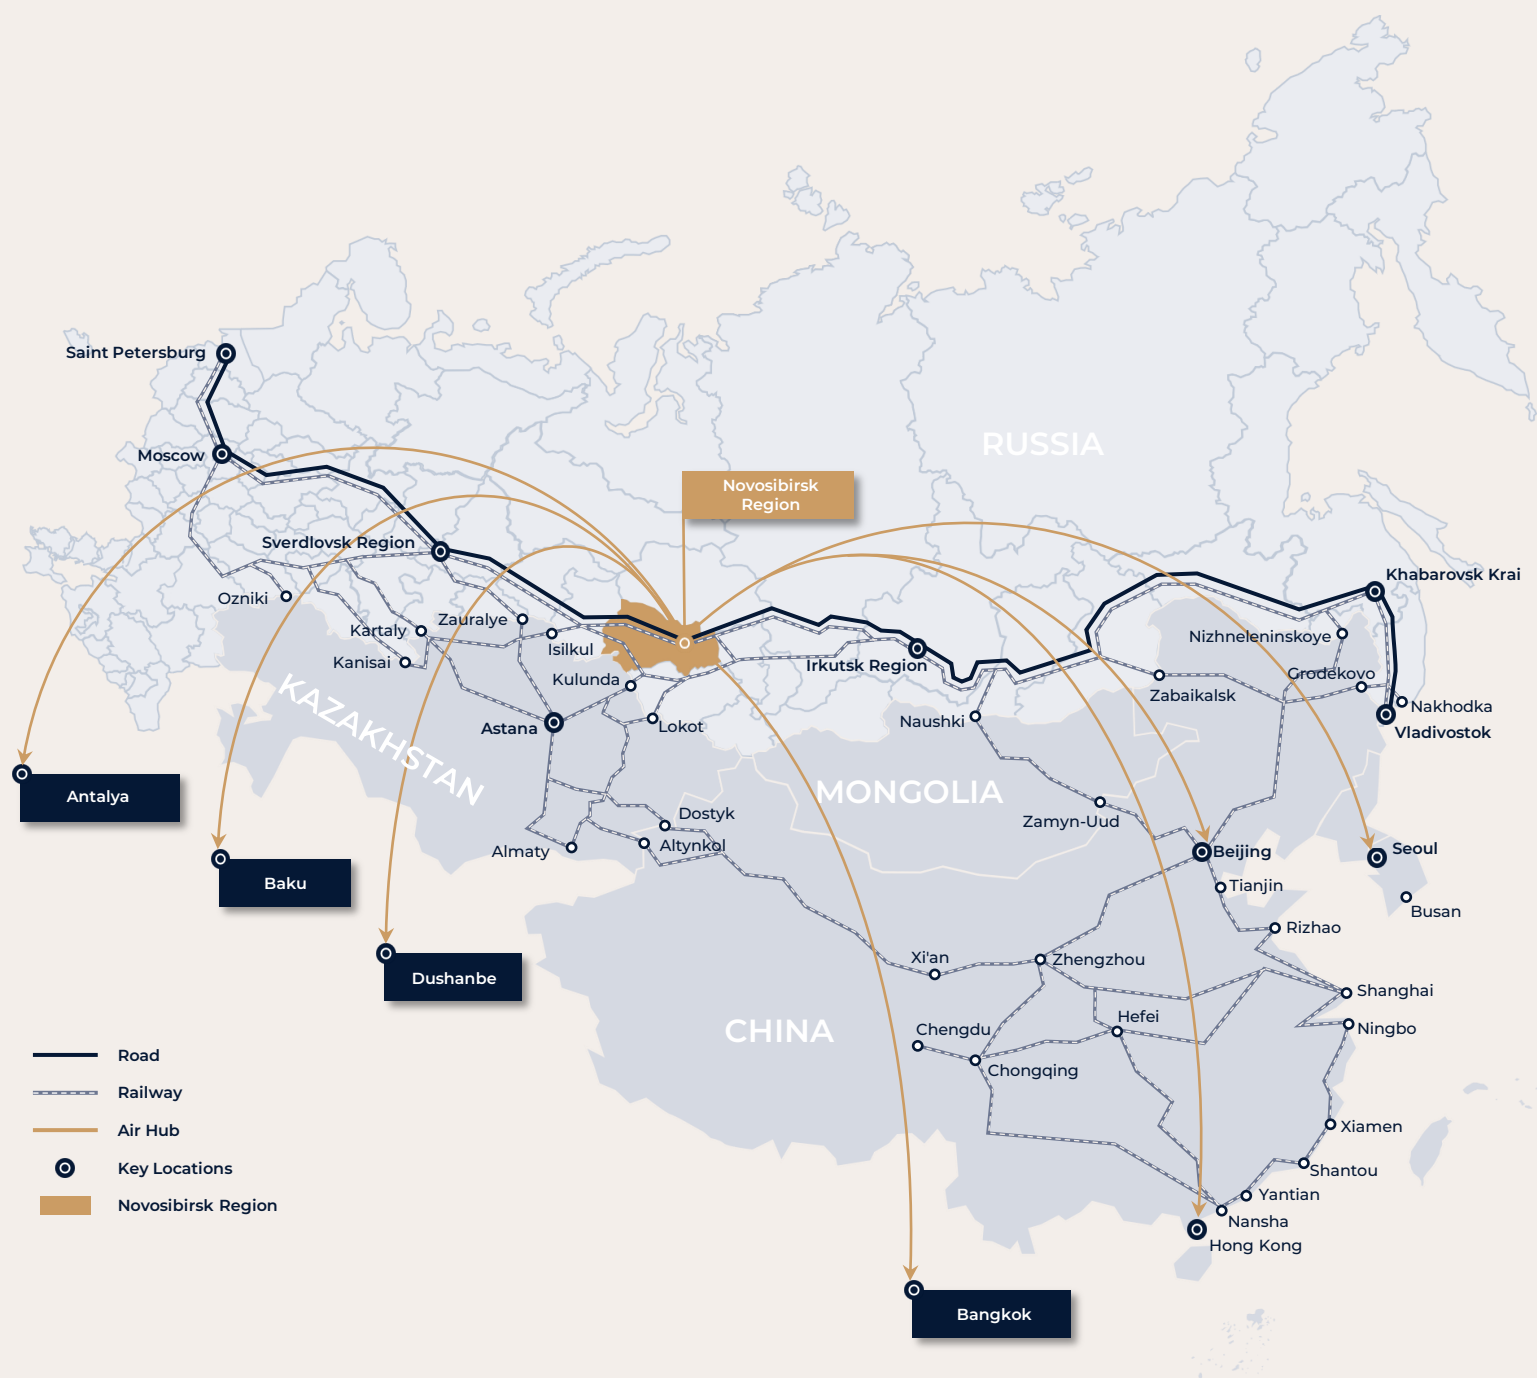 RUSSIA
Saint Petersburg
Moscow
Novosibirsk
Region
Sverdlovsk Region
Khabarovsk Krai
Ozniki
Zauralye
Kartaly
Isilkul
Nizhneleninskoye
Kanisai
Irkutsk Region
Kulunda
Grodekovo
Zabaikalsk
KAZAKHSTAN
Nakhodka
Astana
Lokot
Naushki
Vladivostok
MONGOLIA
Antalya
Dostyk
Zamyn-Uud
Almaty
Altynkol
Beijing
Seoul
Baku
Tianjin
Busan
Rizhao
Xi'an
Zhengzhou
Dushanbe
Shanghai
Hefei
CHINA
Chengdu
Ningbo
Chongqing
Road
Railway
Air Hub
Key Locations
Novosibirsk Region
Xiamen
Shantou
Yantian
Nansha
Hong Kong
Bangkok